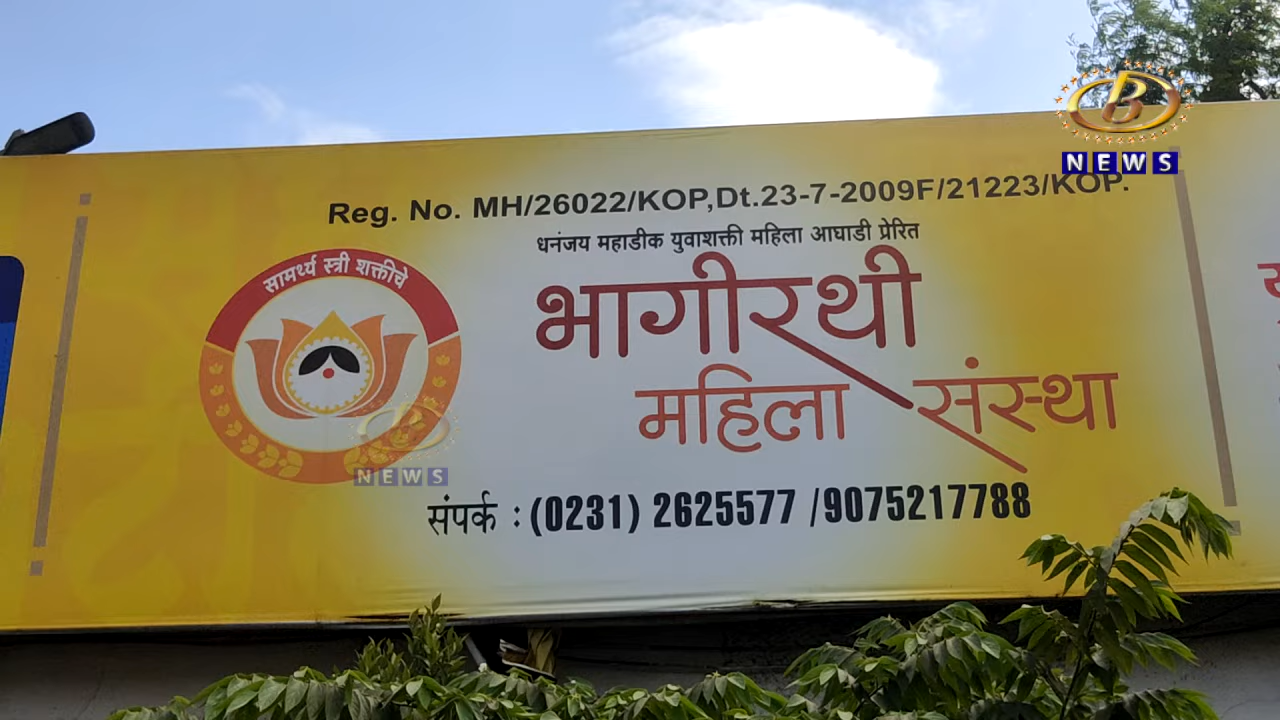 B
NEWS
Reg. No. MH/26022/KOP,Dt.23-7-2009F/21223/KOP.
धनंजय महाडीक युवाशक्ती महिला आघाडी प्रेरित
सामर्थ्य स्त्री शक्तीचे
भागीरथी
महिला संस्था
NEWS
संपर्क : (0231) 2625577 /9075217788